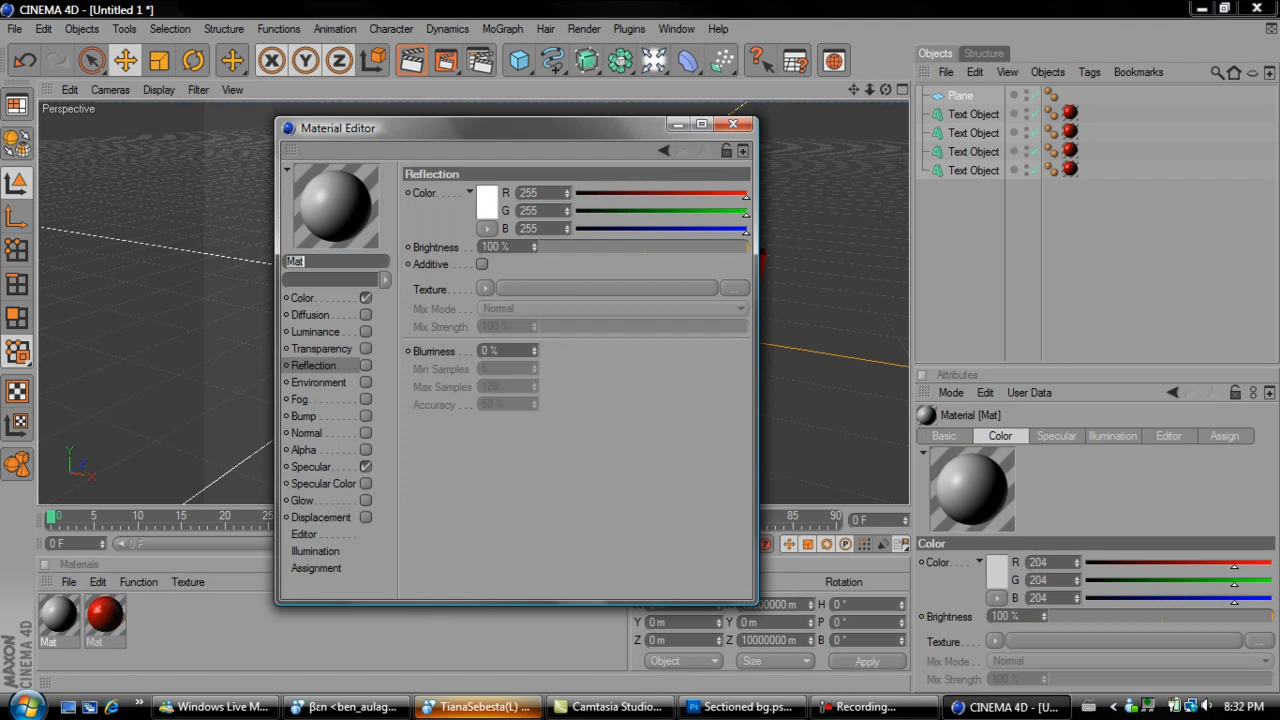 CINEMA 4D - [Untitled 1 *]
File Edit Objects Tools Selection Structure Functions Animation Character Dynamics MoGraph Hair Render Plugins Window Help
Objects Structure
File Edit View Objects Tags Bookmarks
Edit Cameras Display Filter View
Perspective
Plane
Text Object
Text Object
Text Object
Text Object
Material Editor
Mat
Color
Diffusion
Luminance
Transparency
Reflection
Environment
Fog
Bump
Normal
Alpha
Specular
Specular Color
Glow
Displacement
Editor
Illumination
Assignment
Reflection
Color R 255
G 255
B 255
Brightness 100 %
Additive
Texture ...
Mix Mode Normal
Mix Strength 100 %
Blurriness 0 %
Min Samples 5
Max Samples 128
Accuracy 50 %
Y
Z
X
Attributes
Mode Edit User Data
Material [Mat]
Basic Color Specular Illumination Editor Assign
Color
Color R 204
G 204
B 204
Brightness 100 %
Texture ...
Mix Mode Normal
Mix Strength 100 %
0 5 10 15 20 25 85 90 0 F
0 F 0 F
Materials
File Edit Function Texture
Mat Mat
Rotation
10000000 m H 0 °
Y 0 m Y 0 m P 0 °
Z 0 m Z 10000000 m B 0 °
Object Size Apply
MAXON
CINEMA 4D
Windows Live M... βεn <ben_aulag... TianaSebesta(L) ... Camtasia Studio... Sectioned bg.ps... Recording... CINEMA 4D - [U... 8:32 PM